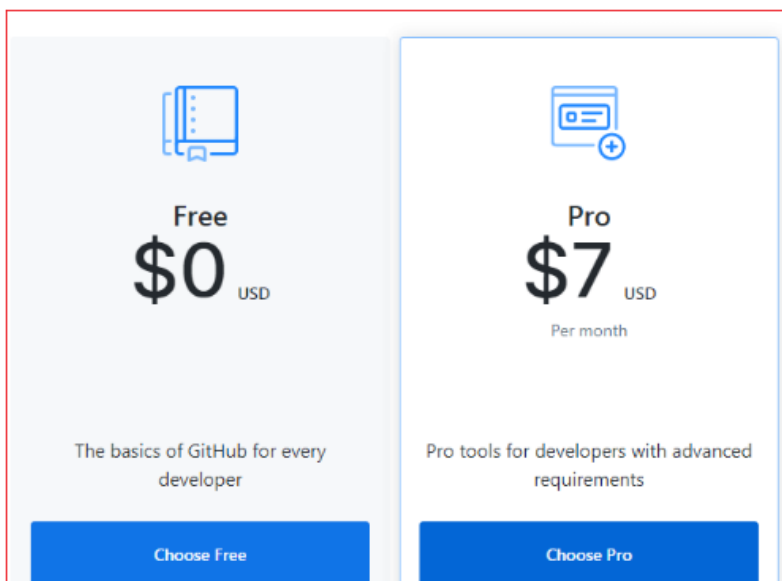 Free
$0 USD
The basics of GitHub for every
developer
Choose Free
Pro
$7 USD
Per month
Pro tools for developers with advanced
requirements
Choose Pro